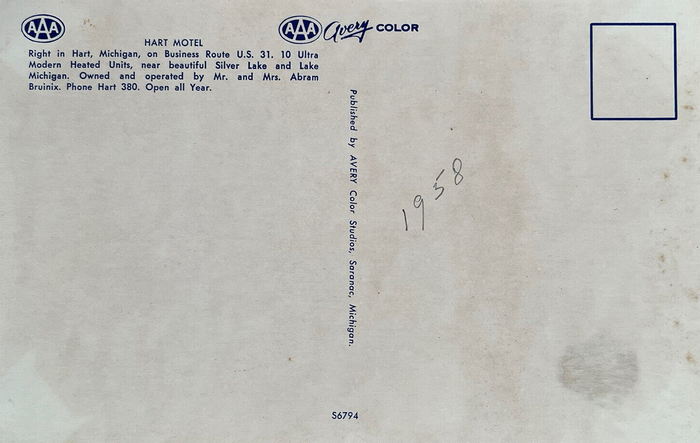 AAA
HART MOTEL
Right in Hart, Michigan, on Business Route U.S. 31. 10 Ultra
Modern Heated Units, near beautiful Silver Lake and Lake
Michigan. Owned and operated by Mr. and Mrs. Abram
Bruinix. Phone Hart 380. Open all Year.
AAA Avery COLOR
Published by AVERY Color Studios, Saranac, Michigan.
1958
S6794